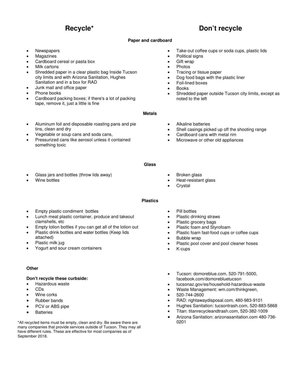 Recycle*
Don't recycle
Paper and cardboard
Newspapers
Magazines
Cardboard cereal or pasta box
Milk cartons
Shredded paper in a clear plastic bag inside Tucson
city limits and with Arizona Sanitation, Hughes
Sanitation and in a box for RAD
Junk mail and office paper
Phone books
Cardboard packing boxes; if there's a lot of packing
tape, remove it, just a little is fine
Take-out coffee cups or soda cups, plastic lids
Political signs
Gift wrap
Photos
Tracing or tissue paper
Dog food bags with the plastic liner
Foil-lined boxes
Books
Shredded paper outside Tucson city limits, except as
noted to the left
Metals
Aluminum foil and disposable roasting pans and pie
tins, clean and dry
Vegetable or soup cans and soda cans,
Pressurized cans like aerosol unless it contained
something toxic
Alkaline batteries
Shell casings picked up off the shooting range
Cardboard cans with metal rim
Microwave or other old appliances
Glass
Glass jars and bottles (throw lids away)
Wine bottles
Broken glass
Heat-resistant glass
Crystal
Plastics
Empty plastic condiment bottles
Lunch meat plastic container, produce and takeout
clamshells, etc
Empty lotion bottles if you can get all of the lotion out
Plastic drink bottles and water bottles (Keep lids
attached)
Plastic milk jug
Yogurt and sour cream containers
Pill bottles
Plastic drinking straws
Plastic grocery bags
Plastic foam and Styrofoam
Plastic foam fast-food cups or coffee cups
Bubble wrap
Plastic pool cover and pool cleaner hoses
K-cups
Other
Don't recycle these curbside:
Hazardous waste
CDs
Wine corks
Rubber bands
PCV or ABS pipe
Batteries
Tucson: domoreblue.com, 520-791-5000,
facebook.com/domorebluetucson
tucsonaz.gov/es/household-hazardous-waste
Waste Management: wm.com/thinkgreen,
520-744-2600
RAD: rightawaydisposal.com, 480-983-9101
Hughes Sanitation: tucsontrash.com, 520-883-5868
Titan: titanrecycleandtrash.com, 520-382-1009
Arizona Sanitation: arizonasanitation.com 480-736-
0201
*All recycled items must be empty, clean and dry. Be aware there are
many companies that provide services outside of Tucson. They may all
have different rules. These are effective for most companies as of
September 2018.